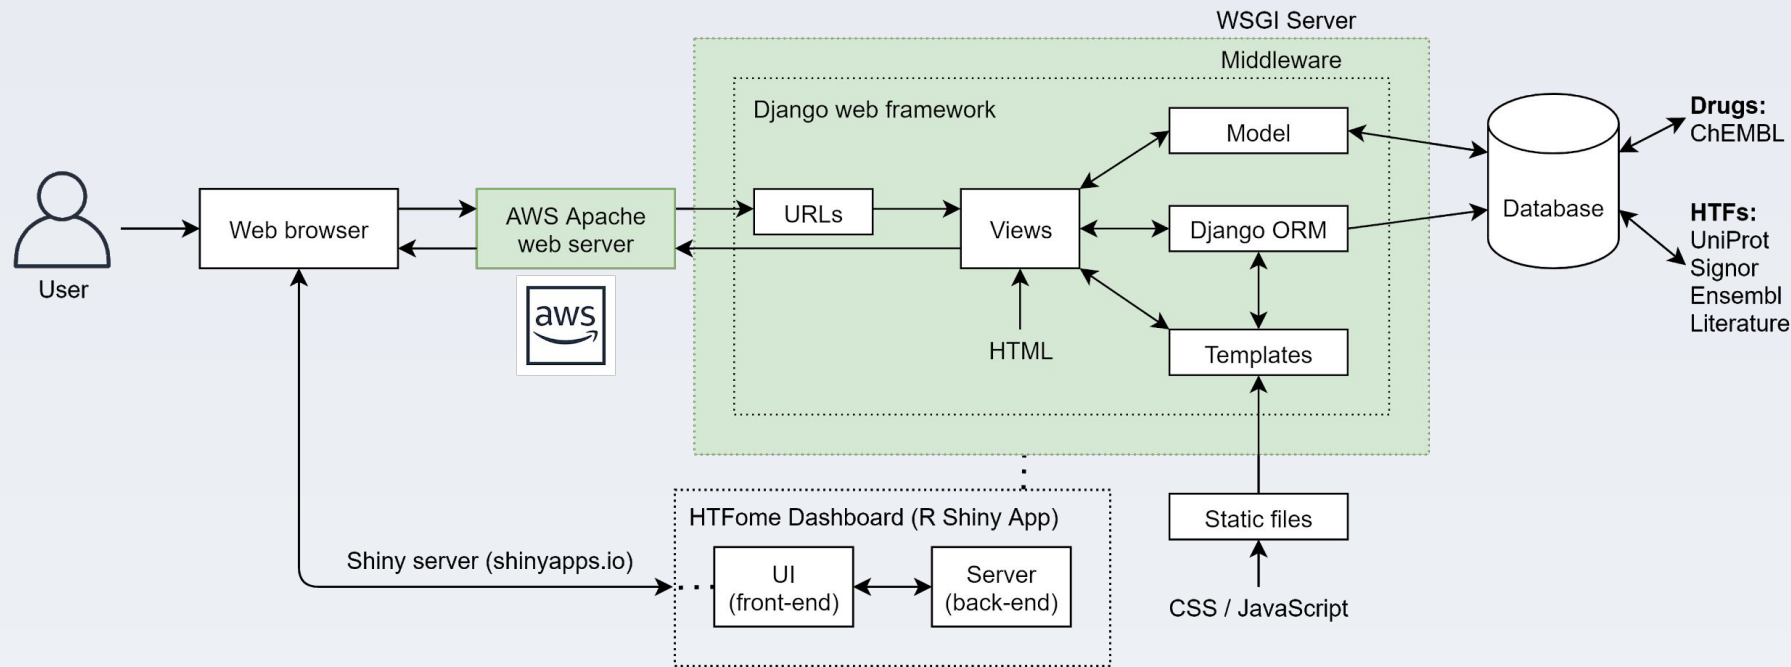 WSGI Server
Middleware
Django web framework
Model
Drugs:
ChEMBL
User
Web browser
AWS Apache
web server
aws
URLs
Views
Django ORM
Database
HTFs:
UniProt
Signor
Ensembl
Literature
HTML
Templates
HTFome Dashboard (R Shiny App)
Static files
Shiny server (shinyapps.io)
UI
(front-end)
Server
(back-end)
CSS / JavaScript